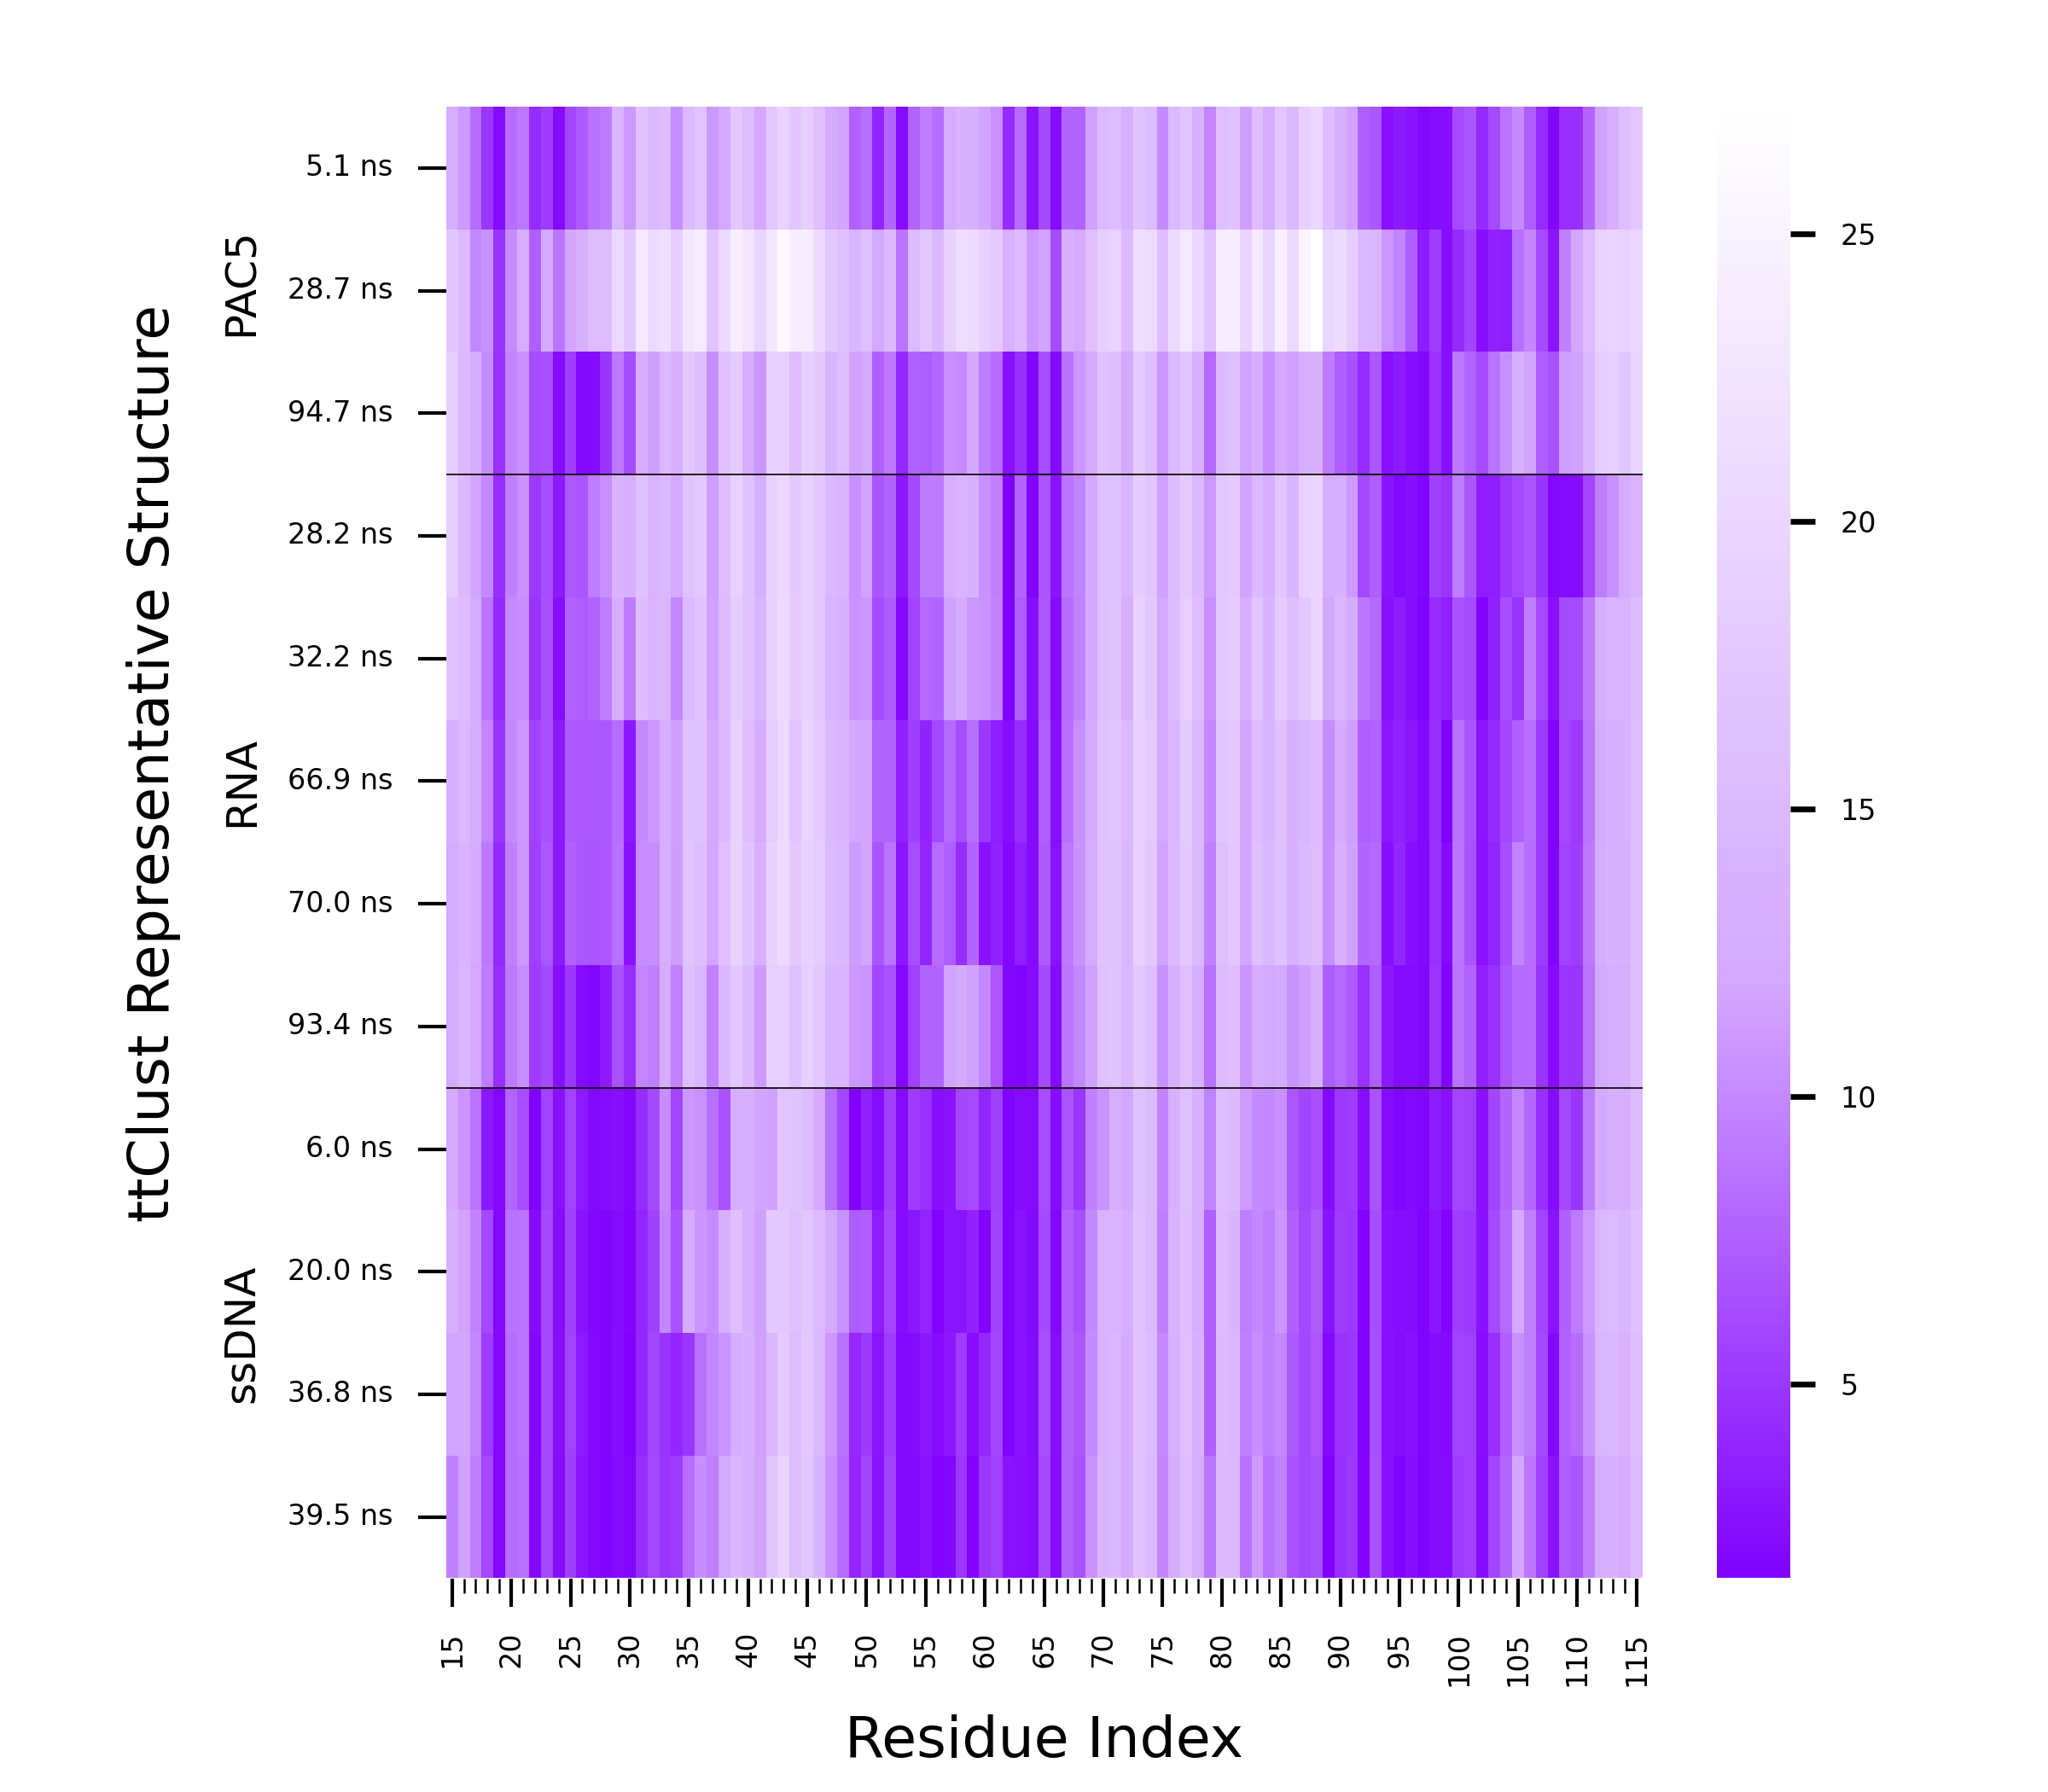 ttClust Representative Structure
PAC5
RNA
ssDNA
5.1 ns
28.7 ns
94.7 ns
28.2 ns
32.2 ns
66.9 ns
70.0 ns
93.4 ns
6.0 ns
20.0 ns
36.8 ns
39.5 ns
15 20 25 30 35 40 45 50 55 60 65 70 75 80 85 90 95 100 105 110 115
Residue Index
25
20
15
10
5